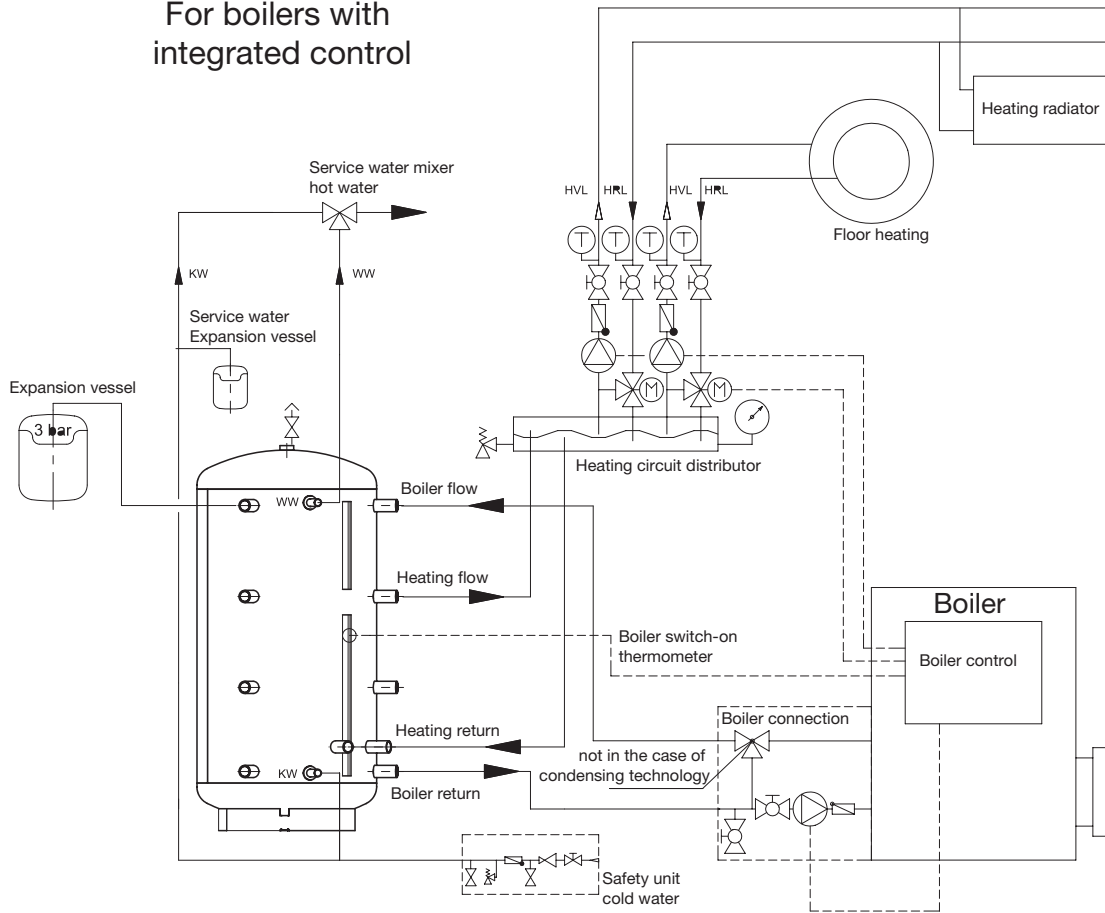 For boilers with
integrated control
Heating radiator
Service water mixer
hot water
HVL
HRL
HVL
HRL
T
T
T
T
Floor heating
KW
WW
Service water
Expansion vessel
Expansion vessel
3 bar
M
M
Heating circuit distributor
WW
Boiler flow
Heating flow
Boiler
Boiler switch-on
thermometer
Boiler control
Boiler connection
Heating return
not in the case of
condensing technology
KW
Boiler return
Safety unit
cold water